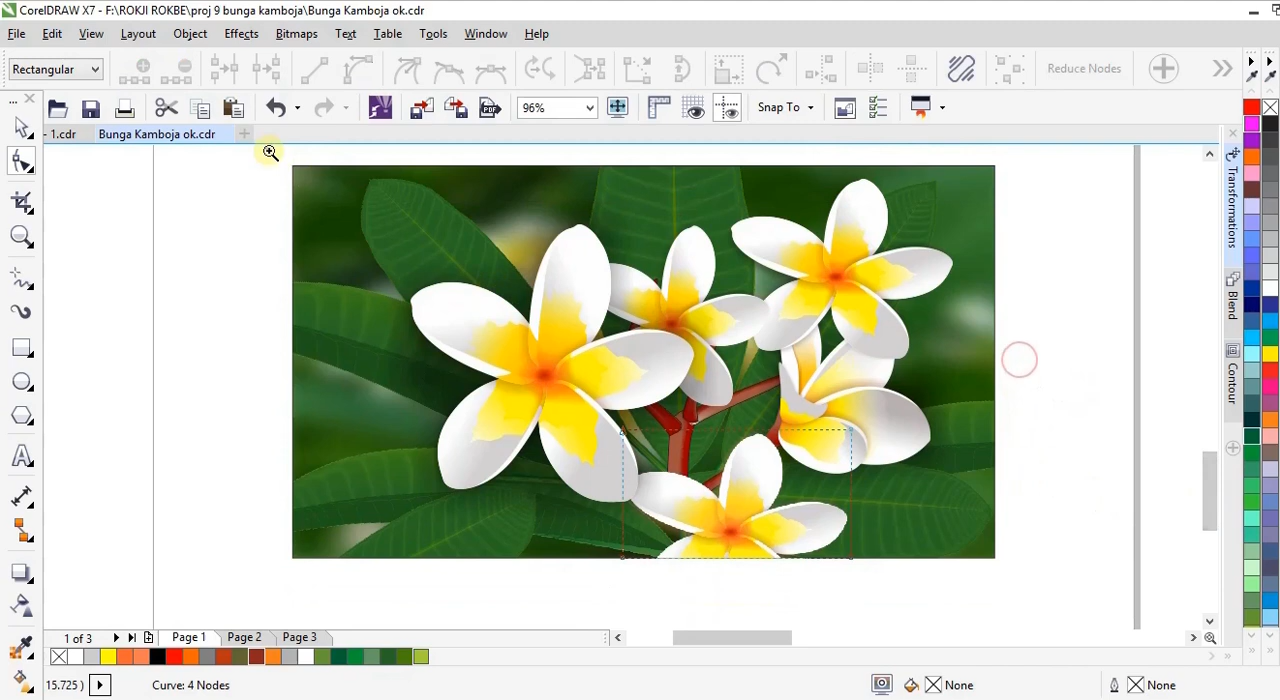 CorelDRAW X7 - F:\ROKJI ROKBE\proj 9 bunga kamboja\Bunga Kamboja ok.cdr
File Edit View Layout Object Effects Bitmaps Text Table Tools Window Help
Rectangular Reduce Nodes
PDF 96% Snap To
- 1.cdr Bunga Kamboja ok.cdr
Transformations
Blend
Contour
1 of 3 Page 1 Page 2 Page 3
15.725 ) Curve: 4 Nodes None None